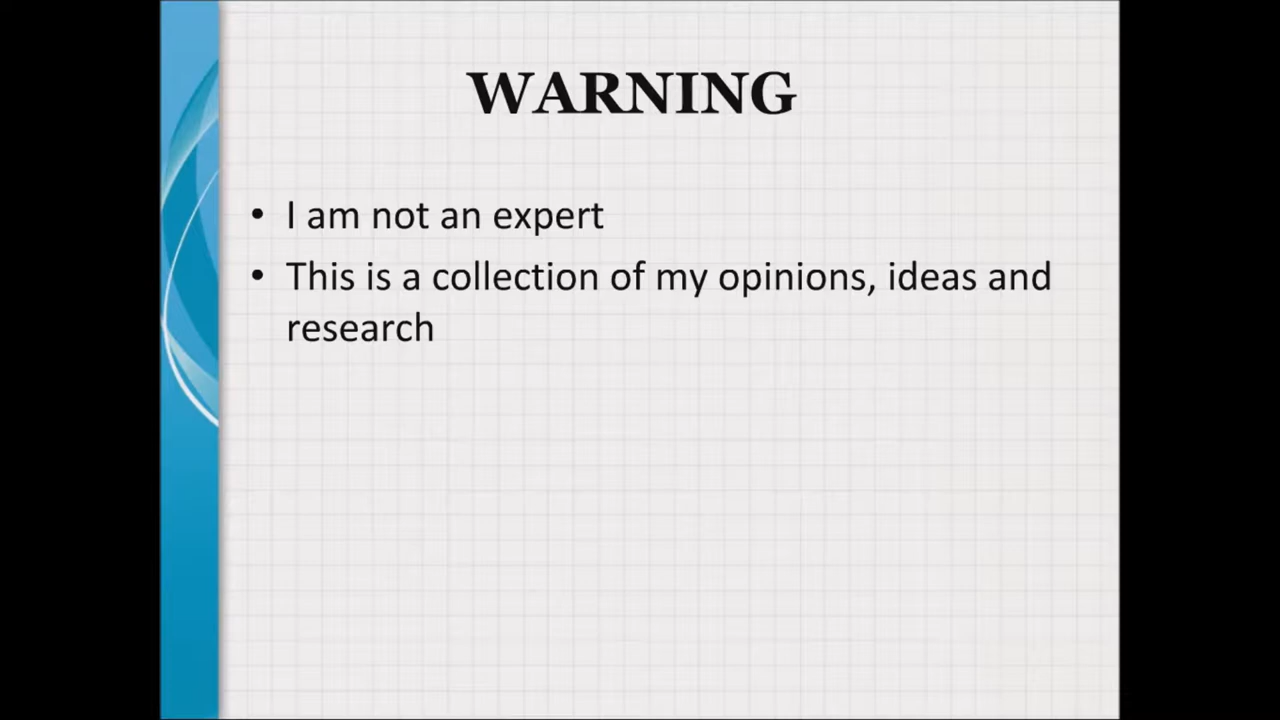 WARNING
• I am not an expert
• This is a collection of my opinions, ideas and
research